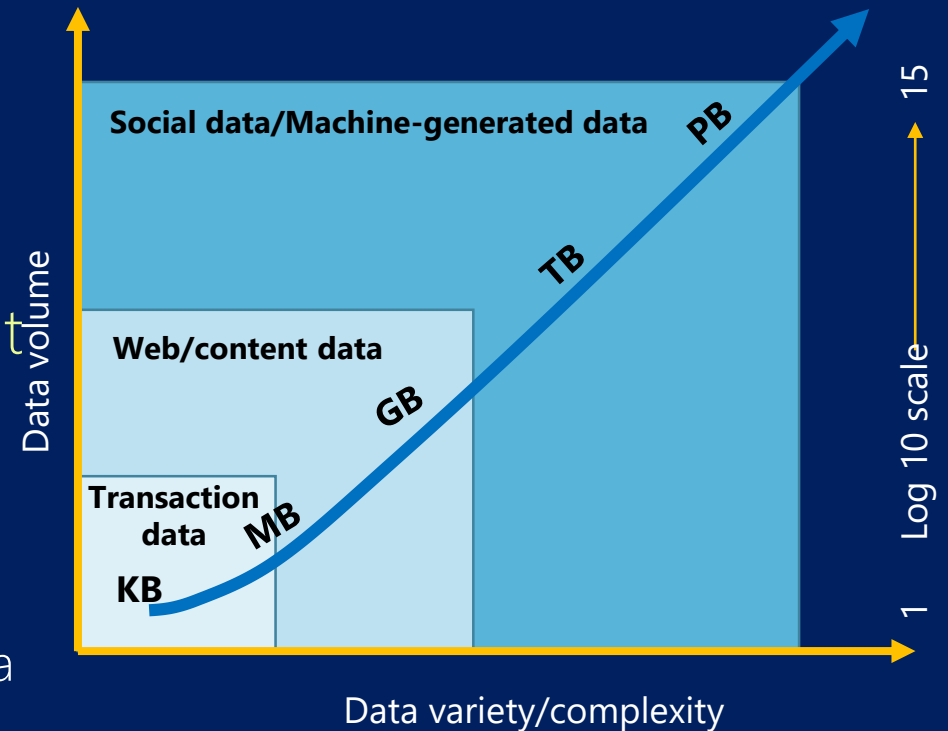 Social data/Machine-generated data
PB
15
TB
t
Data volume
Web/content data
GB
Log 10 scale
Transaction
data
MB
KB
1
a
Data variety/complexity